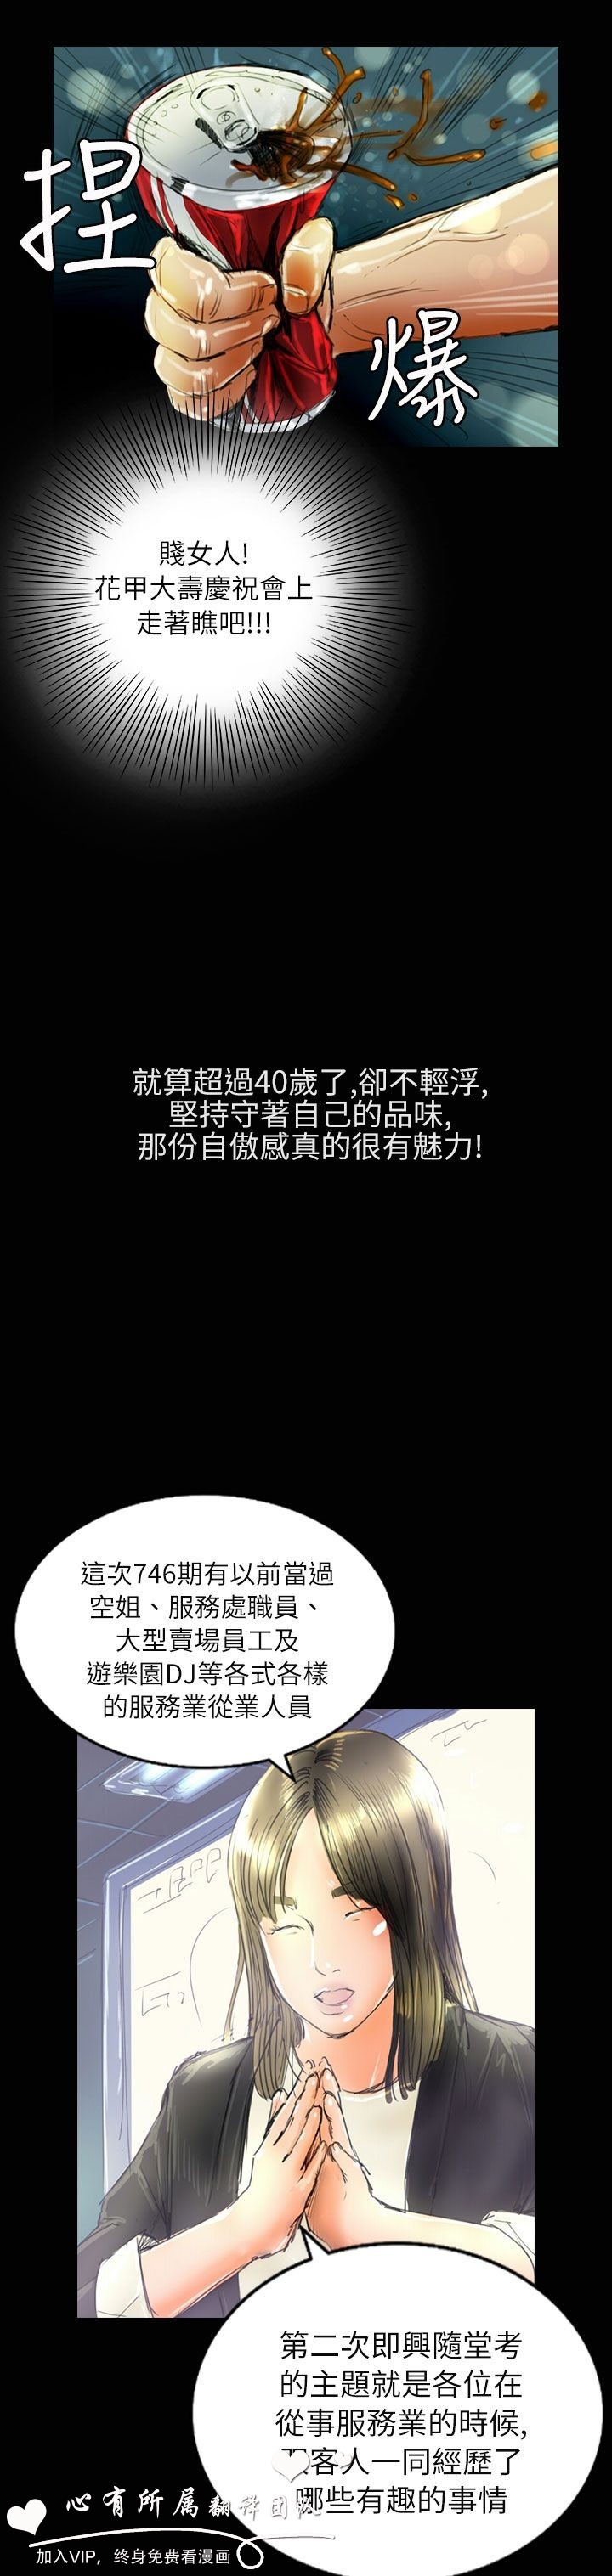 捏
爆
賤女人!
花甲大壽慶祝會上
走著瞧吧!!!
就算超過40歲了,卻不輕浮,
堅持守著自己的品味,
那份自傲感真的很有魅力!
這次746期有以前當過
空姐、服務處職員、
大型賣場員工及
遊樂園DJ等各式各樣
的服務業從業人員
第二次即興隨堂考
的主題就是各位在
從事服務業的時候,
跟客人一同經歷了
哪些有趣的事情
心有所属翻译团队
加入VIP，终身免费看漫画